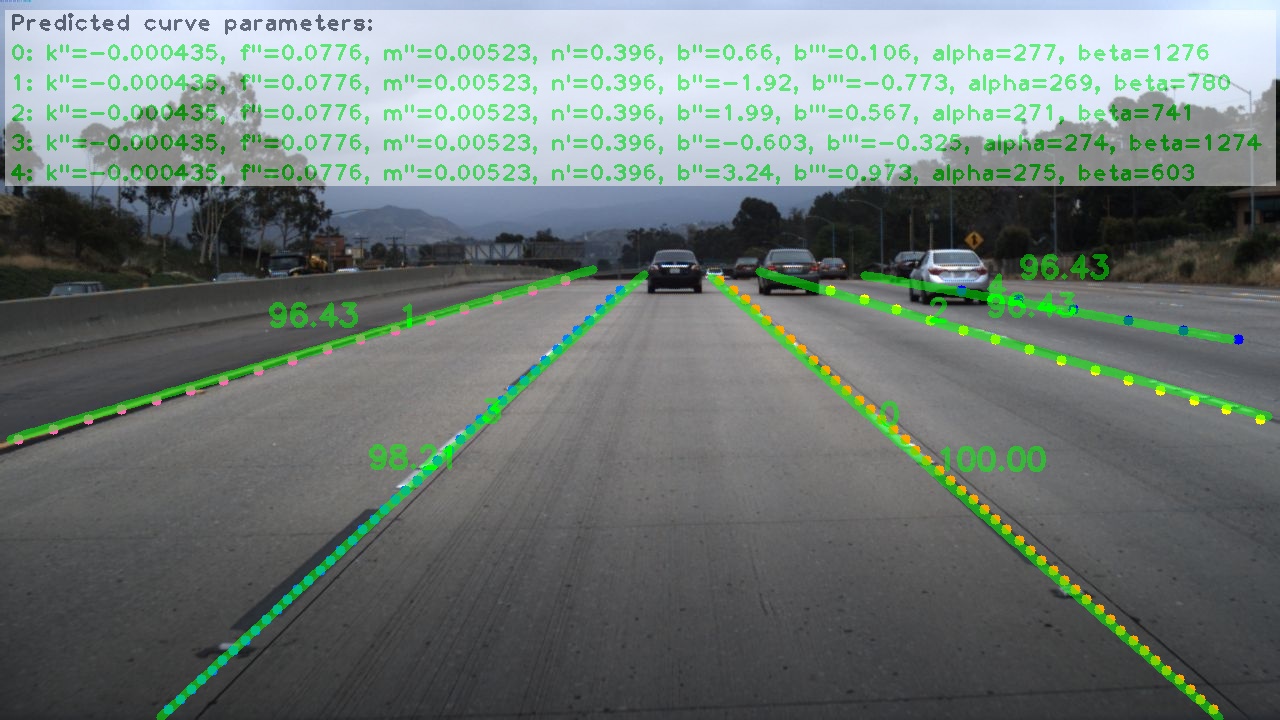 Predicted curve parameters:
0: k''=-0.000435, f''=0.0776, m''=0.00523, n'=0.396, b''=0.66, b'''=0.106, alpha=277, beta=1276
1: k''=-0.000435, f''=0.0776, m''=0.00523, n'=0.396, b''=-1.92, b'''=-0.773, alpha=269, beta=780
2: k''=-0.000435, f''=0.0776, m''=0.00523, n'=0.396, b''=1.99, b'''=0.567, alpha=271, beta=741
3: k''=-0.000435, f''=0.0776, m''=0.00523, n'=0.396, b''=-0.603, b'''=-0.325, alpha=274, beta=1274
4: k''=-0.000435, f''=0.0776, m''=0.00523, n'=0.396, b''=3.24, b'''=0.973, alpha=275, beta=603
96.43
4
96.43 1
2 96.43
3
0
98.21
100.00